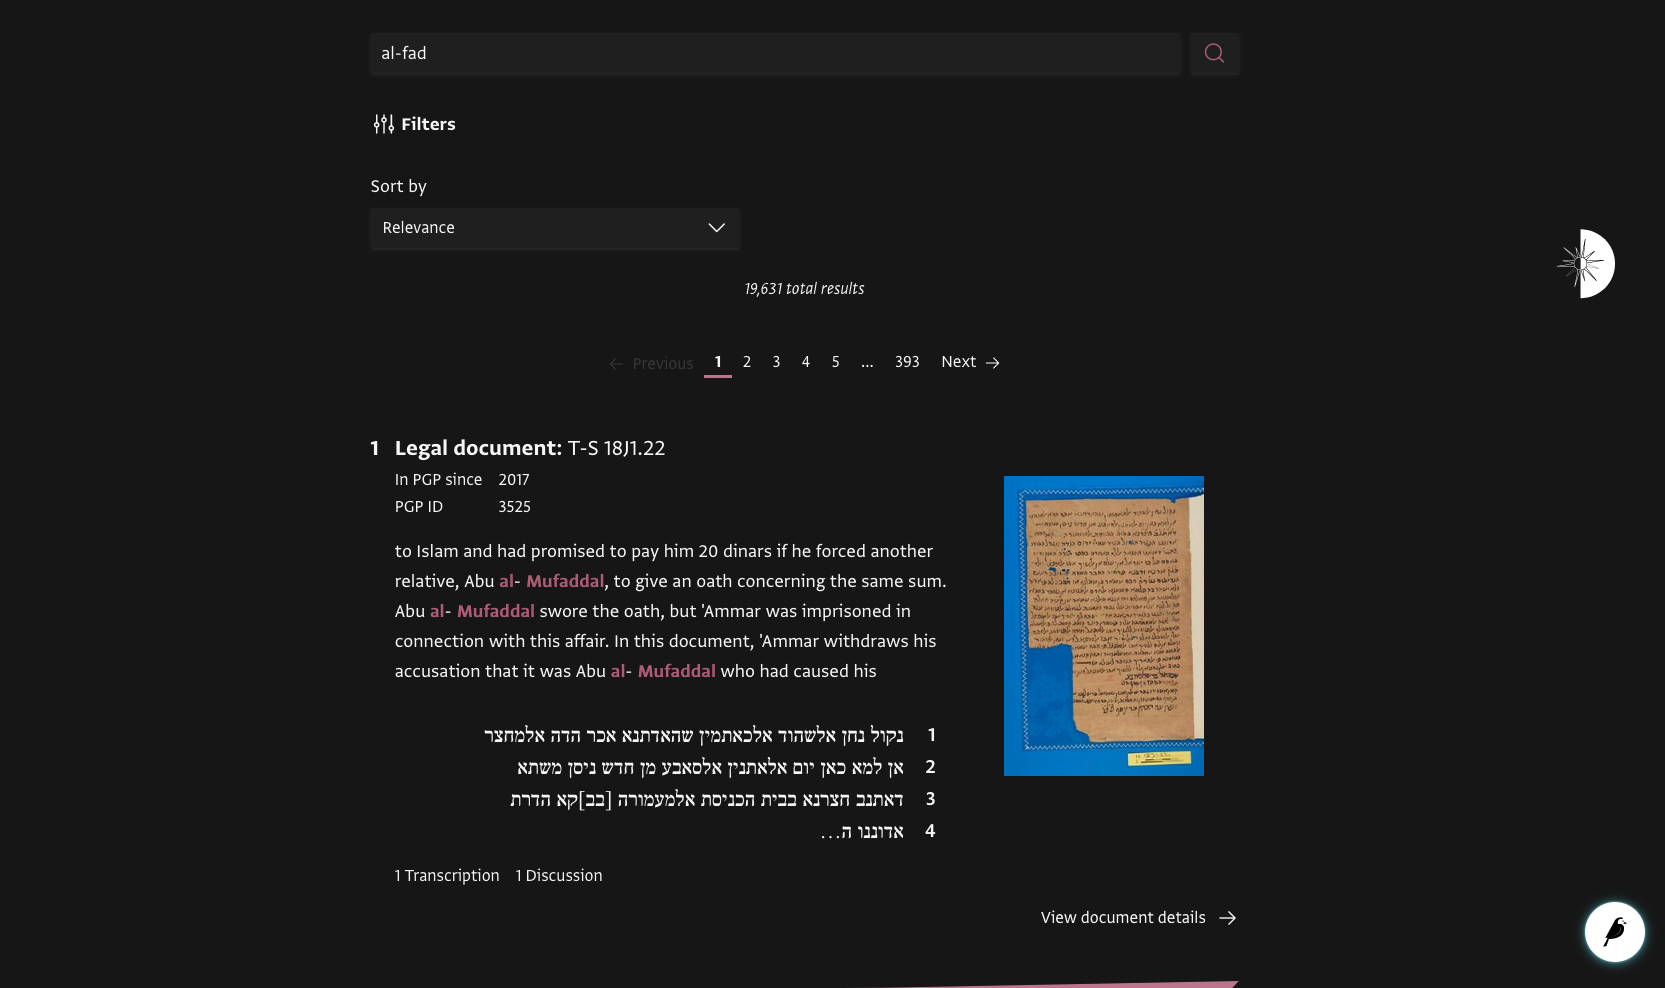 al-fad
Filters
Sort by
Relevance
19,631 total results
← Previous 1 2 3 4 5 ... 393 Next →
1 Legal document: T-S 18J1.22
In PGP since 2017
PGP ID 3525
to Islam and had promised to pay him 20 dinars if he forced another
relative, Abu al- Mufaddal, to give an oath concerning the same sum.
Abu al- Mufaddal swore the oath, but 'Ammar was imprisoned in
connection with this affair. In this document, 'Ammar withdraws his
accusation that it was Abu al- Mufaddal who had caused his
1 נקול נחן אלשהוד אלכאתמין שהאדתנא אכר הדה אלמחצר
2 אן למא כאן יום אלאתנין אלסאבע מן חדש ניסן משתא
3 דאתנב חצרנא בבית הכניסת אלמעמורה [בב]קא הדרת
4 אדוננו ה…
1 Transcription 1 Discussion
View document details →